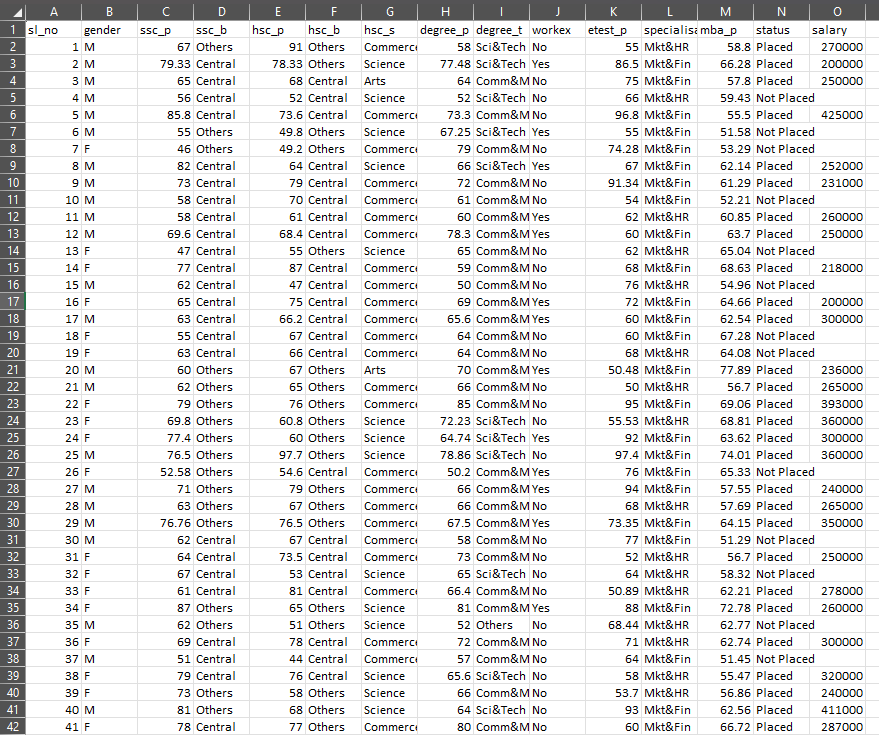 A B C D E F G H I J K L M N O
1 sl_no gender ssc_p ssc_b hsc_p hsc_b hsc_s degree_p degree_t workex etest_p specialisa mba_p status salary
2 1 M 67 Others 91 Others Commerce 58 Sci&Tech No 55 Mkt&HR 58.8 Placed 270000
3 2 M 79.33 Central 78.33 Others Science 77.48 Sci&Tech Yes 86.5 Mkt&Fin 66.28 Placed 200000
4 3 M 65 Central 68 Central Arts 64 Comm&M No 75 Mkt&Fin 57.8 Placed 250000
5 4 M 56 Central 52 Central Science 52 Sci&Tech No 66 Mkt&HR 59.43 Not Placed
6 5 M 85.8 Central 73.6 Central Commerce 73.3 Comm&M No 96.8 Mkt&Fin 55.5 Placed 425000
7 6 M 55 Others 49.8 Others Science 67.25 Sci&Tech Yes 55 Mkt&Fin 51.58 Not Placed
8 7 F 46 Others 49.2 Others Commerce 79 Comm&M No 74.28 Mkt&Fin 53.29 Not Placed
9 8 M 82 Central 64 Central Science 66 Sci&Tech Yes 67 Mkt&Fin 62.14 Placed 252000
10 9 M 73 Central 79 Central Commerce 72 Comm&M No 91.34 Mkt&Fin 61.29 Placed 231000
11 10 M 58 Central 70 Central Commerce 61 Comm&M No 54 Mkt&Fin 52.21 Not Placed
12 11 M 58 Central 61 Central Commerce 60 Comm&M Yes 62 Mkt&HR 60.85 Placed 260000
13 12 M 69.6 Central 68.4 Central Commerce 78.3 Comm&M Yes 60 Mkt&Fin 63.7 Placed 250000
14 13 F 47 Central 55 Others Science 65 Comm&M No 62 Mkt&HR 65.04 Not Placed
15 14 F 77 Central 87 Central Commerce 59 Comm&M No 68 Mkt&Fin 68.63 Placed 218000
16 15 M 62 Central 47 Central Commerce 50 Comm&M No 76 Mkt&HR 54.96 Not Placed
17 16 F 65 Central 75 Central Commerce 69 Comm&M Yes 72 Mkt&Fin 64.66 Placed 200000
18 17 M 63 Central 66.2 Central Commerce 65.6 Comm&M Yes 60 Mkt&Fin 62.54 Placed 300000
19 18 F 55 Central 67 Central Commerce 64 Comm&M No 60 Mkt&Fin 67.28 Not Placed
20 19 F 63 Central 66 Central Commerce 64 Comm&M No 68 Mkt&HR 64.08 Not Placed
21 20 M 60 Others 67 Others Arts 70 Comm&M Yes 50.48 Mkt&Fin 77.89 Placed 236000
22 21 M 62 Others 65 Others Commerce 66 Comm&M No 50 Mkt&HR 56.7 Placed 265000
23 22 F 79 Others 76 Others Commerce 85 Comm&M No 95 Mkt&Fin 69.06 Placed 393000
24 23 F 69.8 Others 60.8 Others Science 72.23 Sci&Tech No 55.53 Mkt&HR 68.81 Placed 360000
25 24 F 77.4 Others 60 Others Science 64.74 Sci&Tech Yes 92 Mkt&Fin 63.62 Placed 300000
26 25 M 76.5 Others 97.7 Others Science 78.86 Sci&Tech No 97.4 Mkt&Fin 74.01 Placed 360000
27 26 F 52.58 Others 54.6 Central Commerce 50.2 Comm&M Yes 76 Mkt&Fin 65.33 Not Placed
28 27 M 71 Others 79 Others Commerce 66 Comm&M Yes 94 Mkt&Fin 57.55 Placed 240000
29 28 M 63 Others 67 Others Commerce 66 Comm&M No 68 Mkt&HR 57.69 Placed 265000
30 29 M 76.76 Others 76.5 Others Commerce 67.5 Comm&M Yes 73.35 Mkt&Fin 64.15 Placed 350000
31 30 M 62 Central 67 Central Commerce 58 Comm&M No 77 Mkt&Fin 51.29 Not Placed
32 31 F 64 Central 73.5 Central Commerce 73 Comm&M No 52 Mkt&HR 56.7 Placed 250000
33 32 F 67 Central 53 Central Science 65 Sci&Tech No 64 Mkt&HR 58.32 Not Placed
34 33 F 61 Central 81 Central Commerce 66.4 Comm&M No 50.89 Mkt&HR 62.21 Placed 278000
35 34 F 87 Others 65 Others Science 81 Comm&M Yes 88 Mkt&Fin 72.78 Placed 260000
36 35 M 62 Others 51 Others Science 52 Others No 68.44 Mkt&HR 62.77 Not Placed
37 36 F 69 Central 78 Central Commerce 72 Comm&M No 71 Mkt&HR 62.74 Placed 300000
38 37 M 51 Central 44 Central Commerce 57 Comm&M No 64 Mkt&Fin 51.45 Not Placed
39 38 F 79 Central 76 Central Science 65.6 Sci&Tech No 58 Mkt&HR 55.47 Placed 320000
40 39 F 73 Others 58 Others Science 66 Comm&M No 53.7 Mkt&HR 56.86 Placed 240000
41 40 M 81 Others 68 Others Science 64 Sci&Tech No 93 Mkt&Fin 62.56 Placed 411000
42 41 F 78 Central 77 Others Commerce 80 Comm&M No 60 Mkt&Fin 66.72 Placed 287000